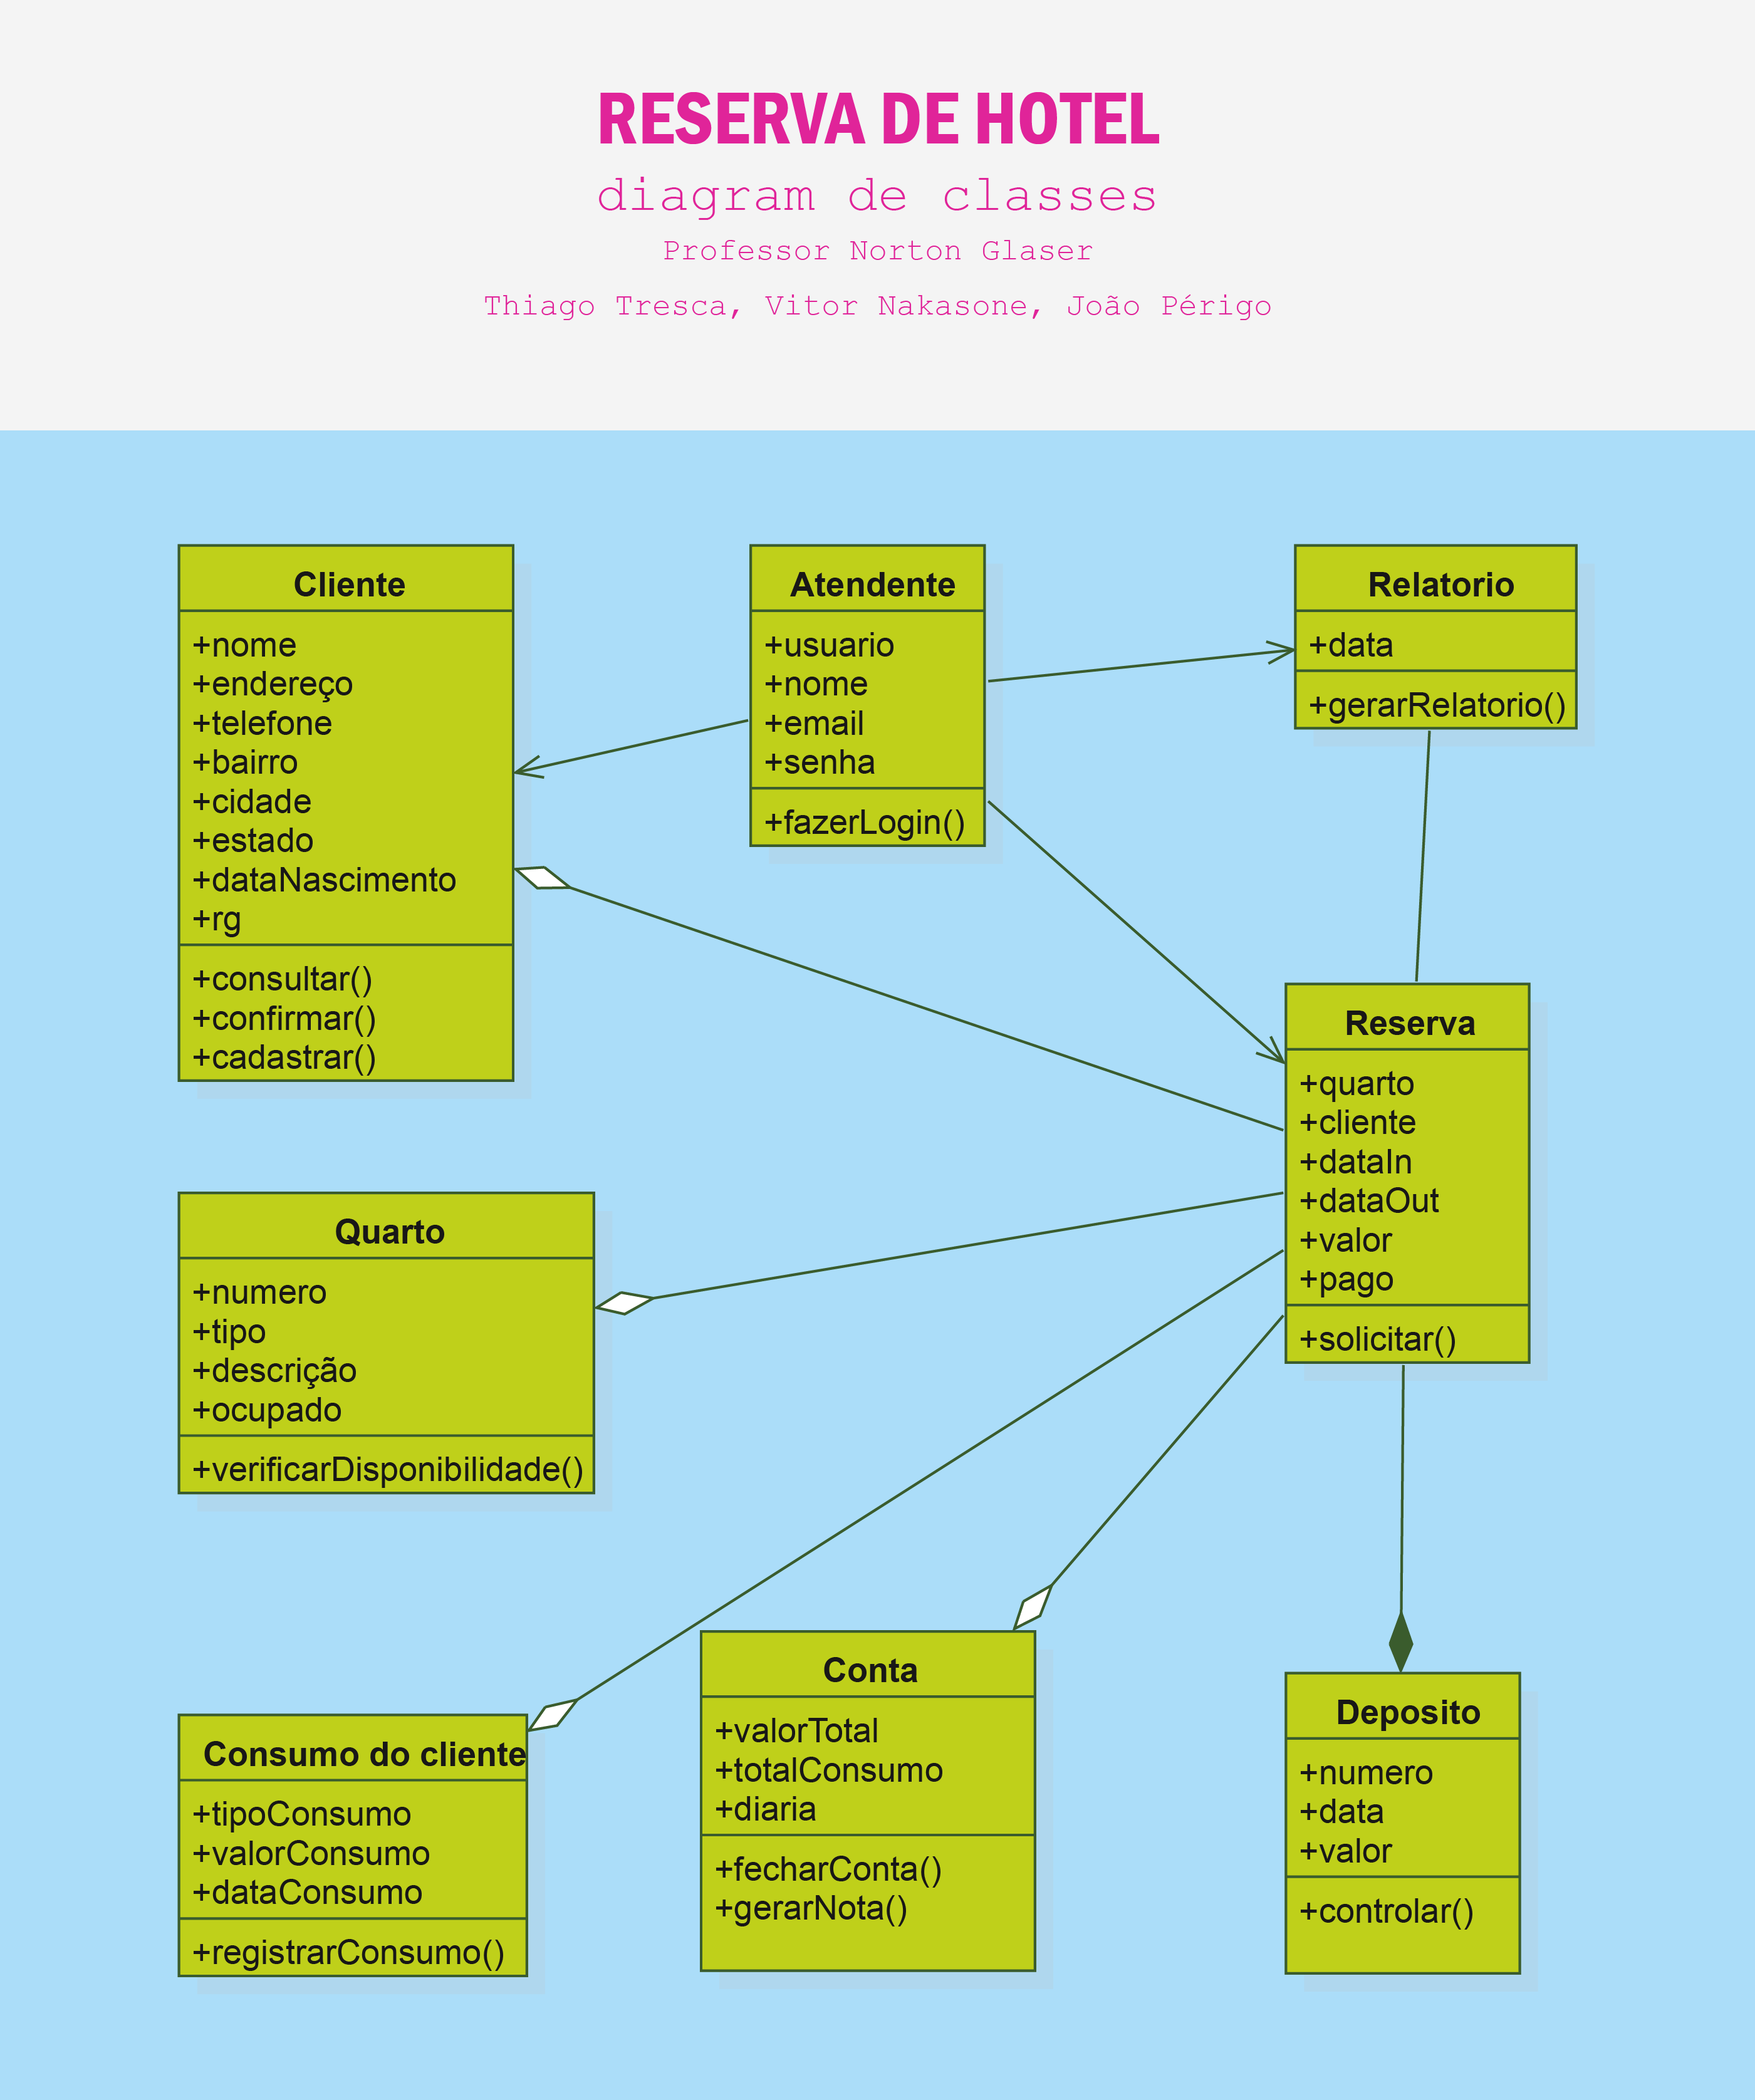 RESERVA DE HOTEL
diagram de classes
Professor Norton Glaser
Thiago Tresca, Vitor Nakasone, João Périgo
Cliente
+nome
+endereço
+telefone
+bairro
+cidade
+estado
+dataNascimento
+rg
+consultar()
+confirmar()
+cadastrar()
Atendente
+usuario
+nome
+email
+senha
+fazerLogin()
Relatorio
+data
+gerarRelatorio()
Reserva
+quarto
+cliente
+dataIn
+dataOut
+valor
+pago
+solicitar()
Quarto
+numero
+tipo
+descrição
+ocupado
+verificarDisponibilidade()
Consumo do cliente
+tipoConsumo
+valorConsumo
+dataConsumo
+registrarConsumo()
Conta
+valorTotal
+totalConsumo
+diaria
+fecharConta()
+gerarNota()
Deposito
+numero
+data
+valor
+controlar()